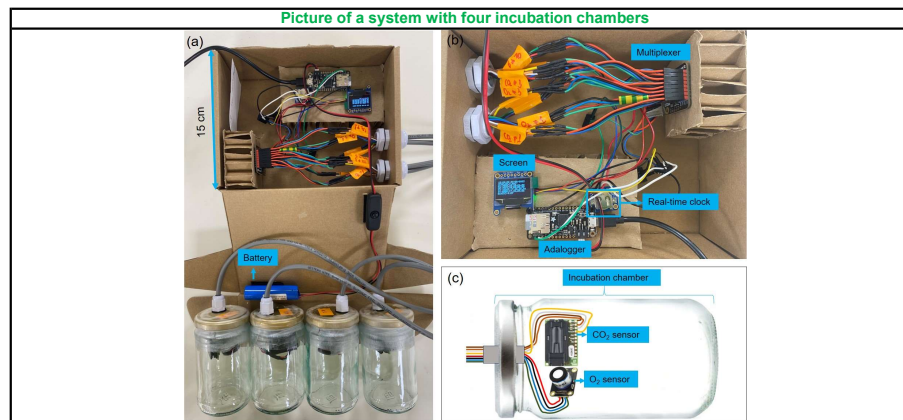 Picture of a system with four incubation chambers
(a)
15 cm
Battery
(b)
Multiplexer
Screen
Real-time clock
Adalogger
(c)
Incubation chamber
CO₂ sensor
O₂ sensor